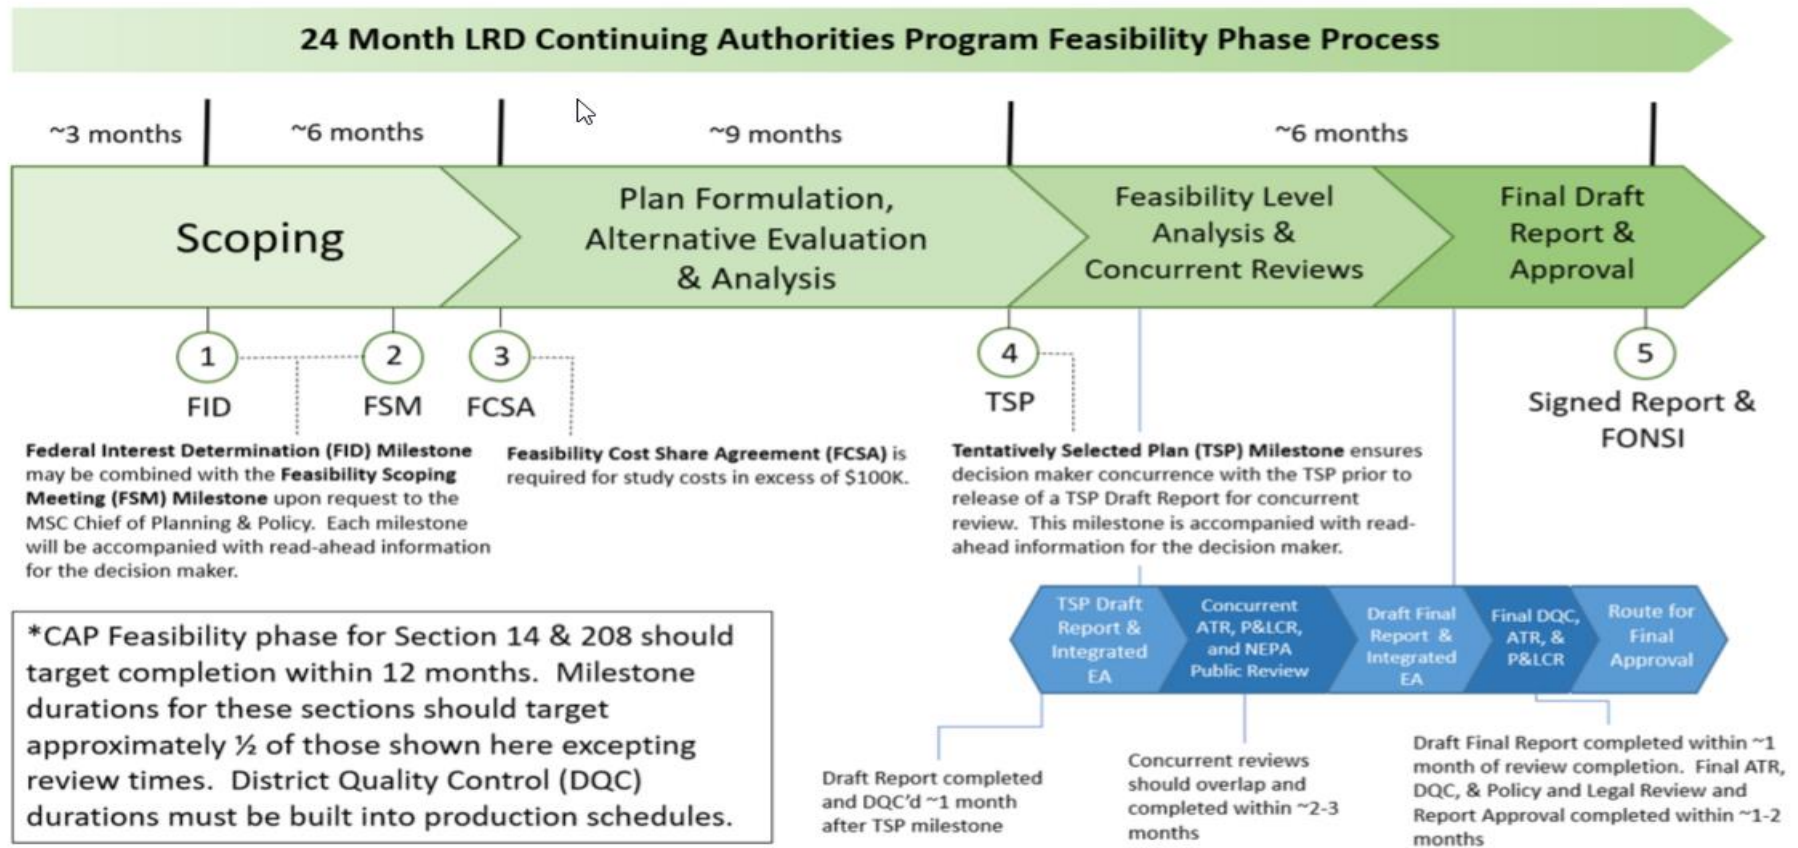 24 Month LRD Continuing Authorities Program Feasibility Phase Process
~3 months
~6 months
~9 months
~6 months
Scoping
Plan Formulation,
Alternative Evaluation
& Analysis
Feasibility Level
Analysis &
Concurrent Reviews
Final Draft
Report &
Approval
1
FID
2
FSM
3
FCSA
4
TSP
5
Signed Report &
FONSI
Federal Interest Determination (FID) Milestone
may be combined with the Feasibility Scoping
Meeting (FSM) Milestone upon request to the
MSC Chief of Planning & Policy. Each milestone
will be accompanied with read-ahead information
for the decision maker.
Feasibility Cost Share Agreement (FCSA) is
required for study costs in excess of $100K.
Tentatively Selected Plan (TSP) Milestone ensures
decision maker concurrence with the TSP prior to
release of a TSP Draft Report for concurrent
review. This milestone is accompanied with read-
ahead information for the decision maker.
*CAP Feasibility phase for Section 14 & 208 should
target completion within 12 months. Milestone
durations for these sections should target
approximately ½ of those shown here excepting
review times. District Quality Control (DQC)
durations must be built into production schedules.
TSP Draft
Report &
Integrated
EA
Concurrent
ATR, P&LCR,
and NEPA
Public Review
Draft Final
Report &
Integrated
EA
Final DQC,
ATR, &
P&LCR
Route for
Final
Approval
Draft Report completed
and DQC'd ~1 month
after TSP milestone
Concurrent reviews
should overlap and
completed within ~2-3
months
Draft Final Report completed within ~1
month of review completion. Final ATR,
DQC, & Policy and Legal Review and
Report Approval completed within ~1-2
months